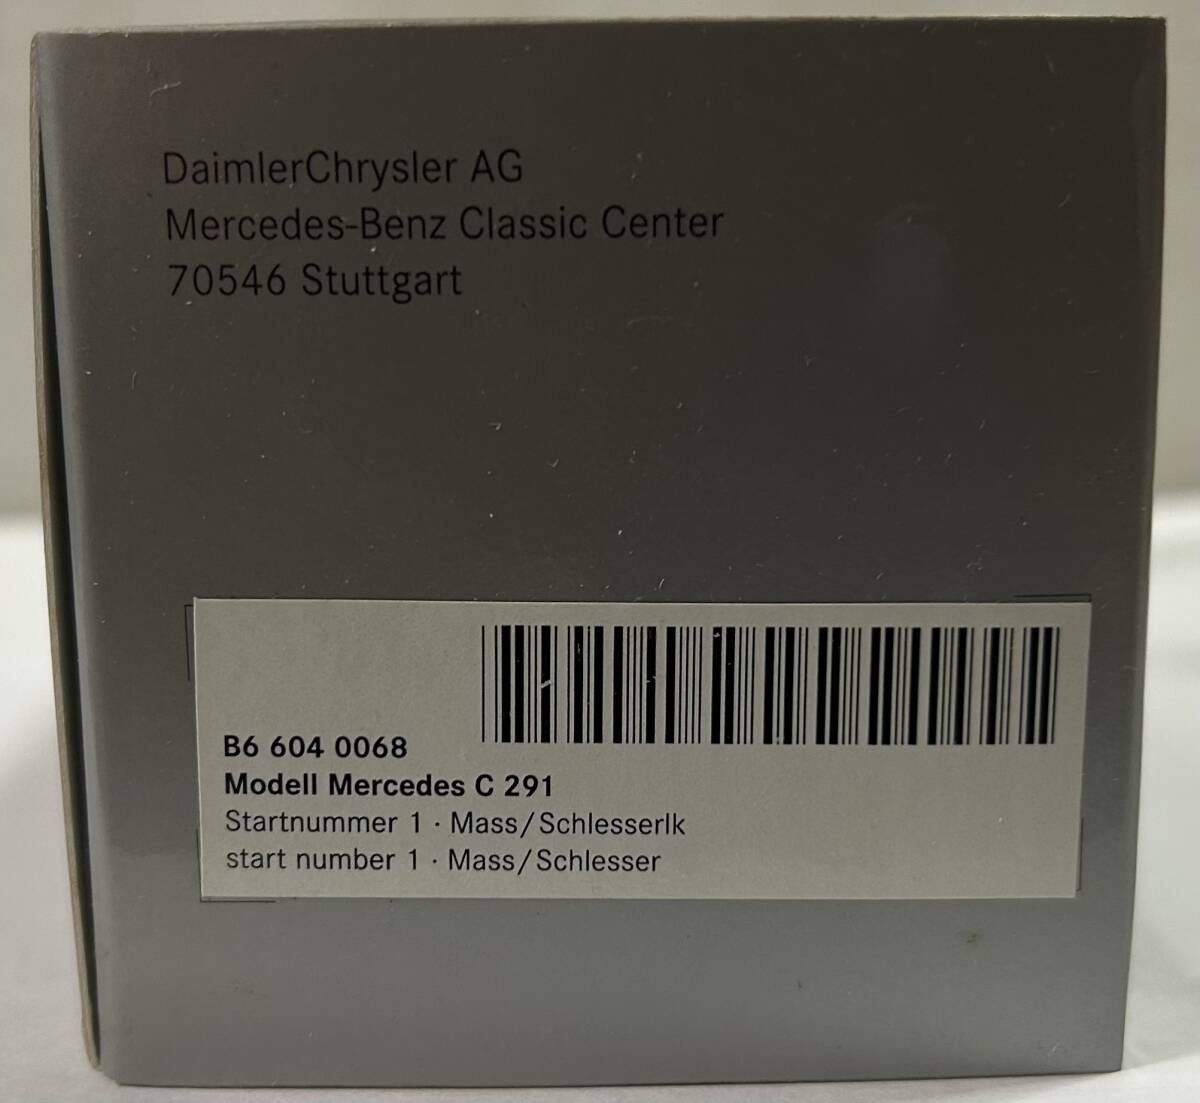 DaimlerChrysler AG
Mercedes-Benz Classic Center
70546 Stuttgart
B6 604 0068
Modell Mercedes C 291
Startnummer 1 · Mass/Schlesserlk
start number 1 · Mass/Schlesser